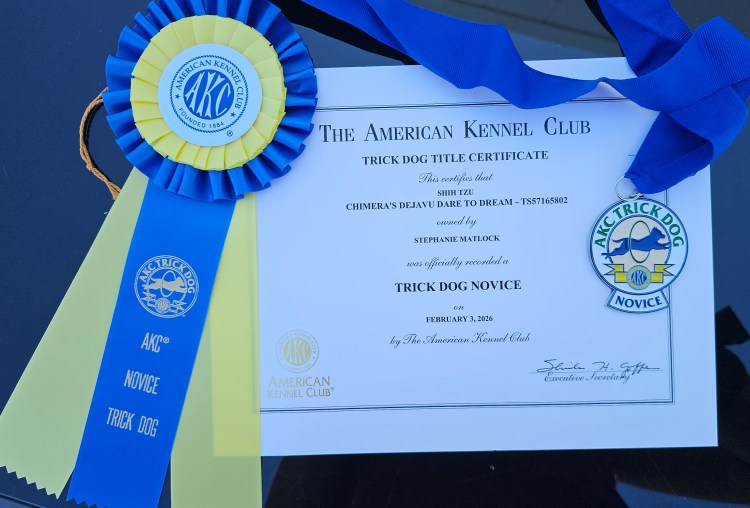 AMERICAN KENNEL CLUB
AKC
FOUNDED 1884
®
THE AMERICAN KENNEL CLUB
TRICK DOG TITLE CERTIFICATE
This certifies that
SHIH TZU
CHIMERA'S DEJAVU DARE TO DREAM – TS57165802
owned by
STEPHANIE MATLOCK
was officially recorded a
TRICK DOG NOVICE
on
FEBRUARY 3, 2026
by The American Kennel Club
Executive Secretary
AKC
AMERICAN
KENNEL CLUB®
AKC TRICK DOG
AKC
NOVICE
AKC TRICK DOG
AKC
AKC®
NOVICE
TRICK DOG